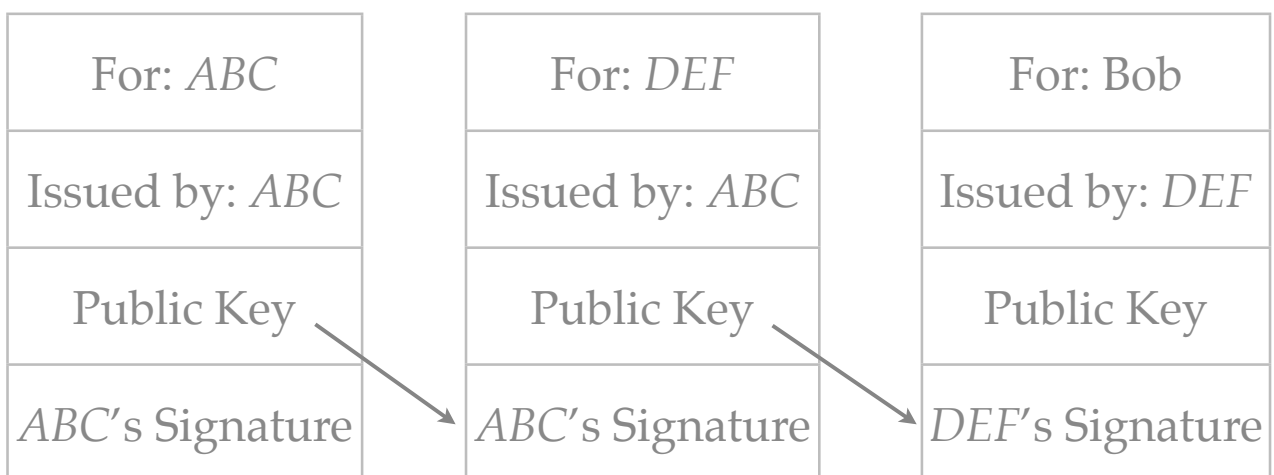 For: ABC
Issued by: ABC
Public Key
ABC's Signature
For: DEF
Issued by: ABC
Public Key
ABC's Signature
For: Bob
Issued by: DEF
Public Key
DEF's Signature